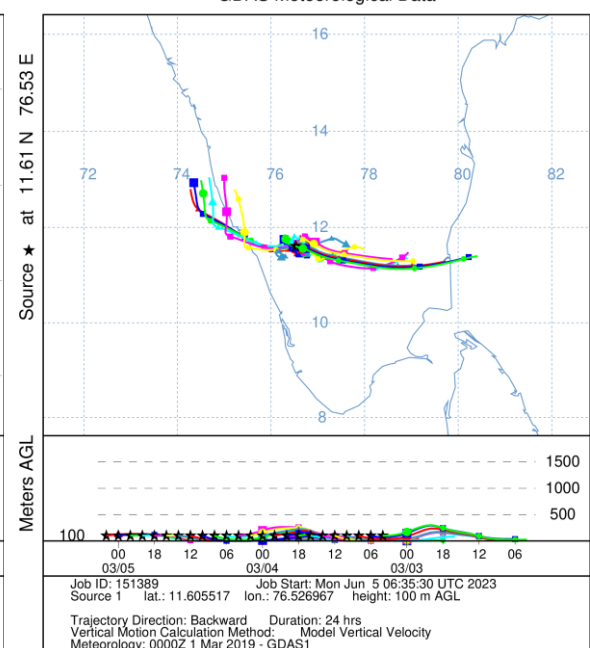 GDAS Meteorological Data
Source ★ at 11.61 N 76.53 E
16
14
72 74 76 78 80 82
12
10
8
Meters AGL
1500
1000
500
100
00 18 12 06 00 18 12 06 00 18 12 06
03/05 03/04 03/03
Job ID: 151389 Job Start: Mon Jun 5 06:35:30 UTC 2023
Source 1 lat.: 11.605517 lon.: 76.526967 height: 100 m AGL
Trajectory Direction: Backward Duration: 24 hrs
Vertical Motion Calculation Method: Model Vertical Velocity
Meteorology: 0000Z 1 Mar 2019 - GDAS1